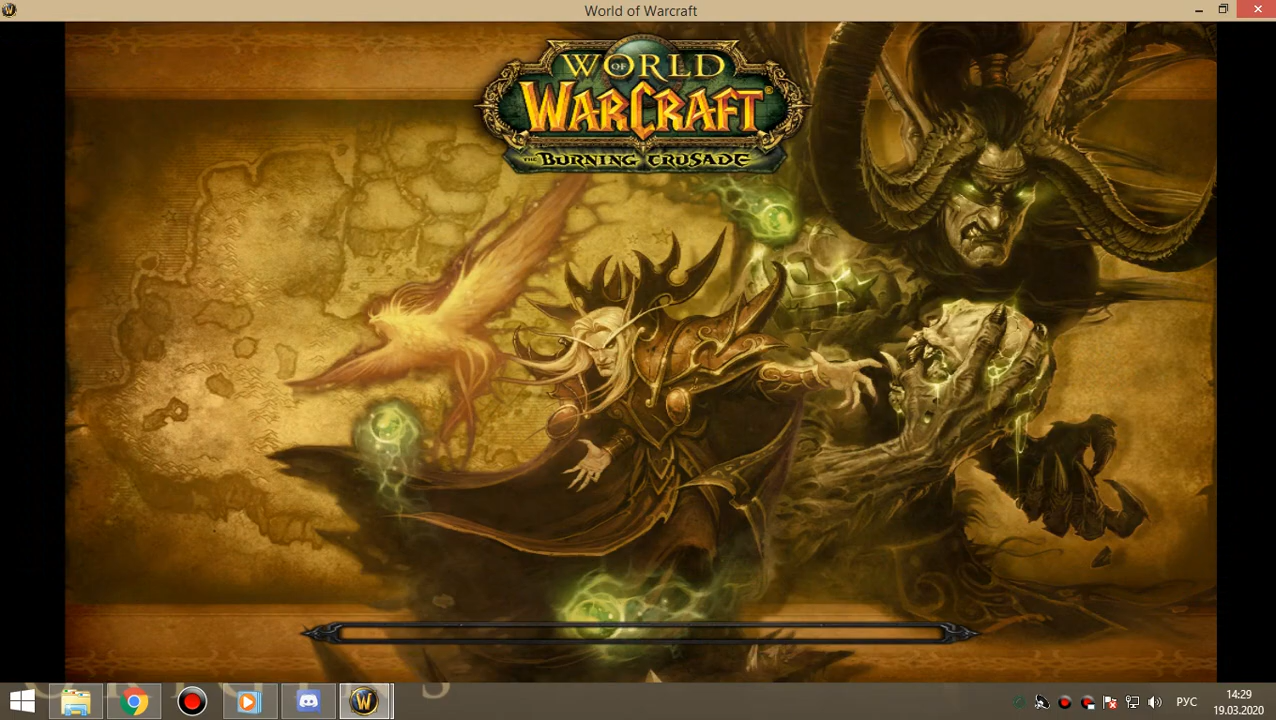 World of Warcraft
WORLD
OF
WARCRAFT®
THE BURNING CRUSADE
S
РУС
14:29
19.03.2020